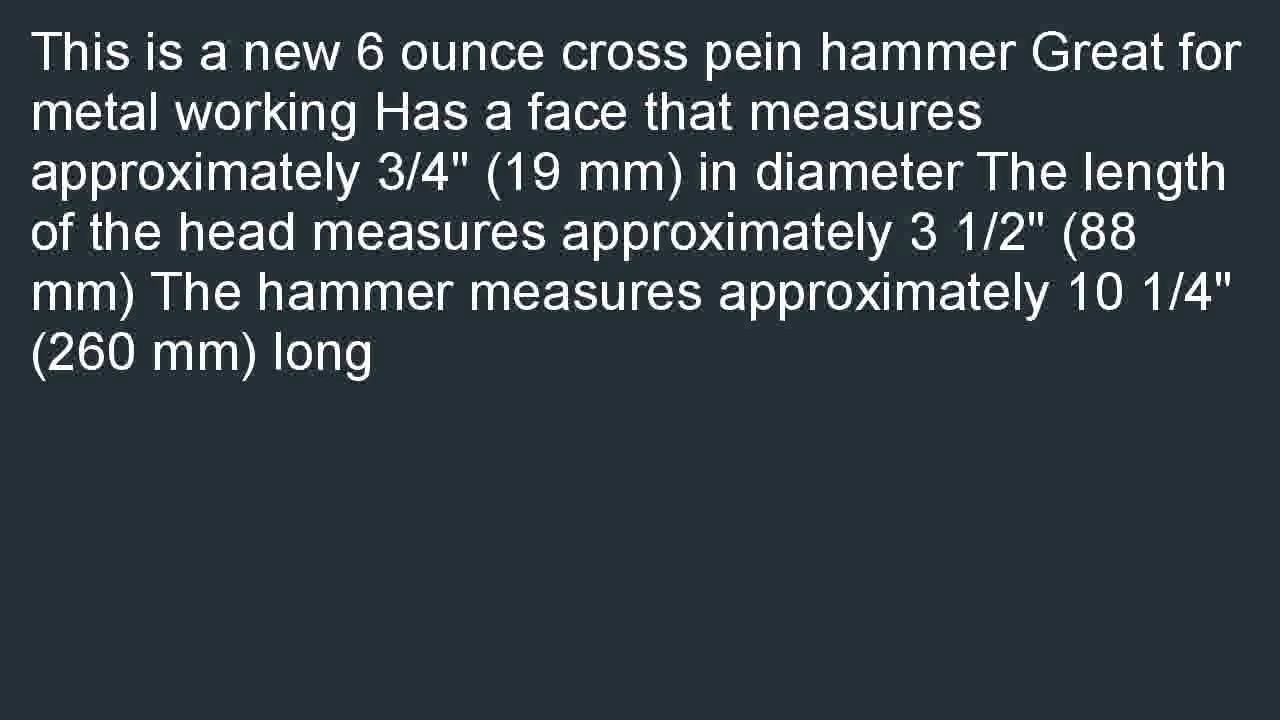 This is a new 6 ounce cross pein hammer Great for
metal working Has a face that measures
approximately 3/4" (19 mm) in diameter The length
of the head measures approximately 3 1/2" (88
mm) The hammer measures approximately 10 1/4"
(260 mm) long